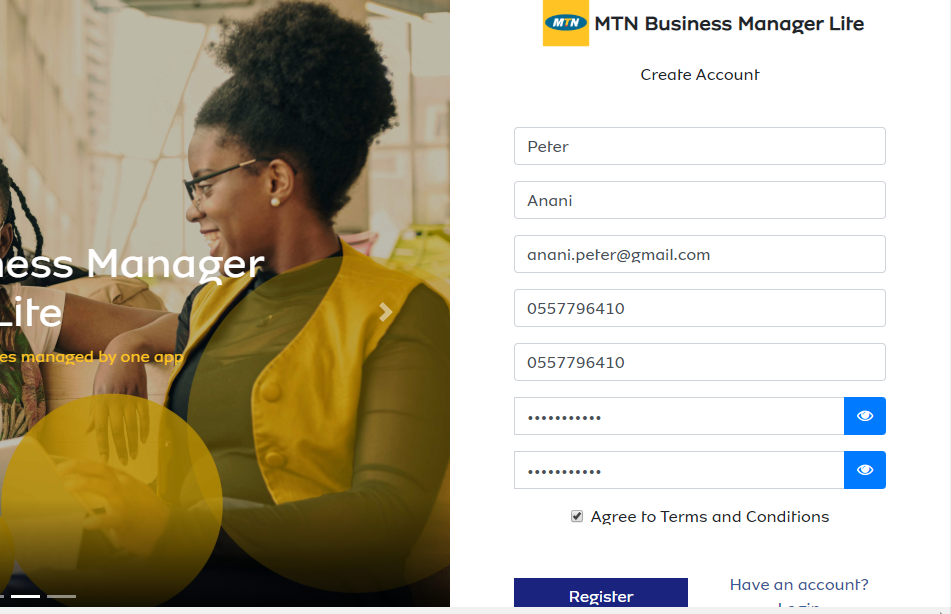 ness Manager
Lite
es managed by one app
MTN MTN Business Manager Lite
Create Account
Peter
Anani
anani.peter@gmail.com
0557796410
0557796410
•••••••••••
•••••••••••
Agree to Terms and Conditions
Register
Have an account?
Login